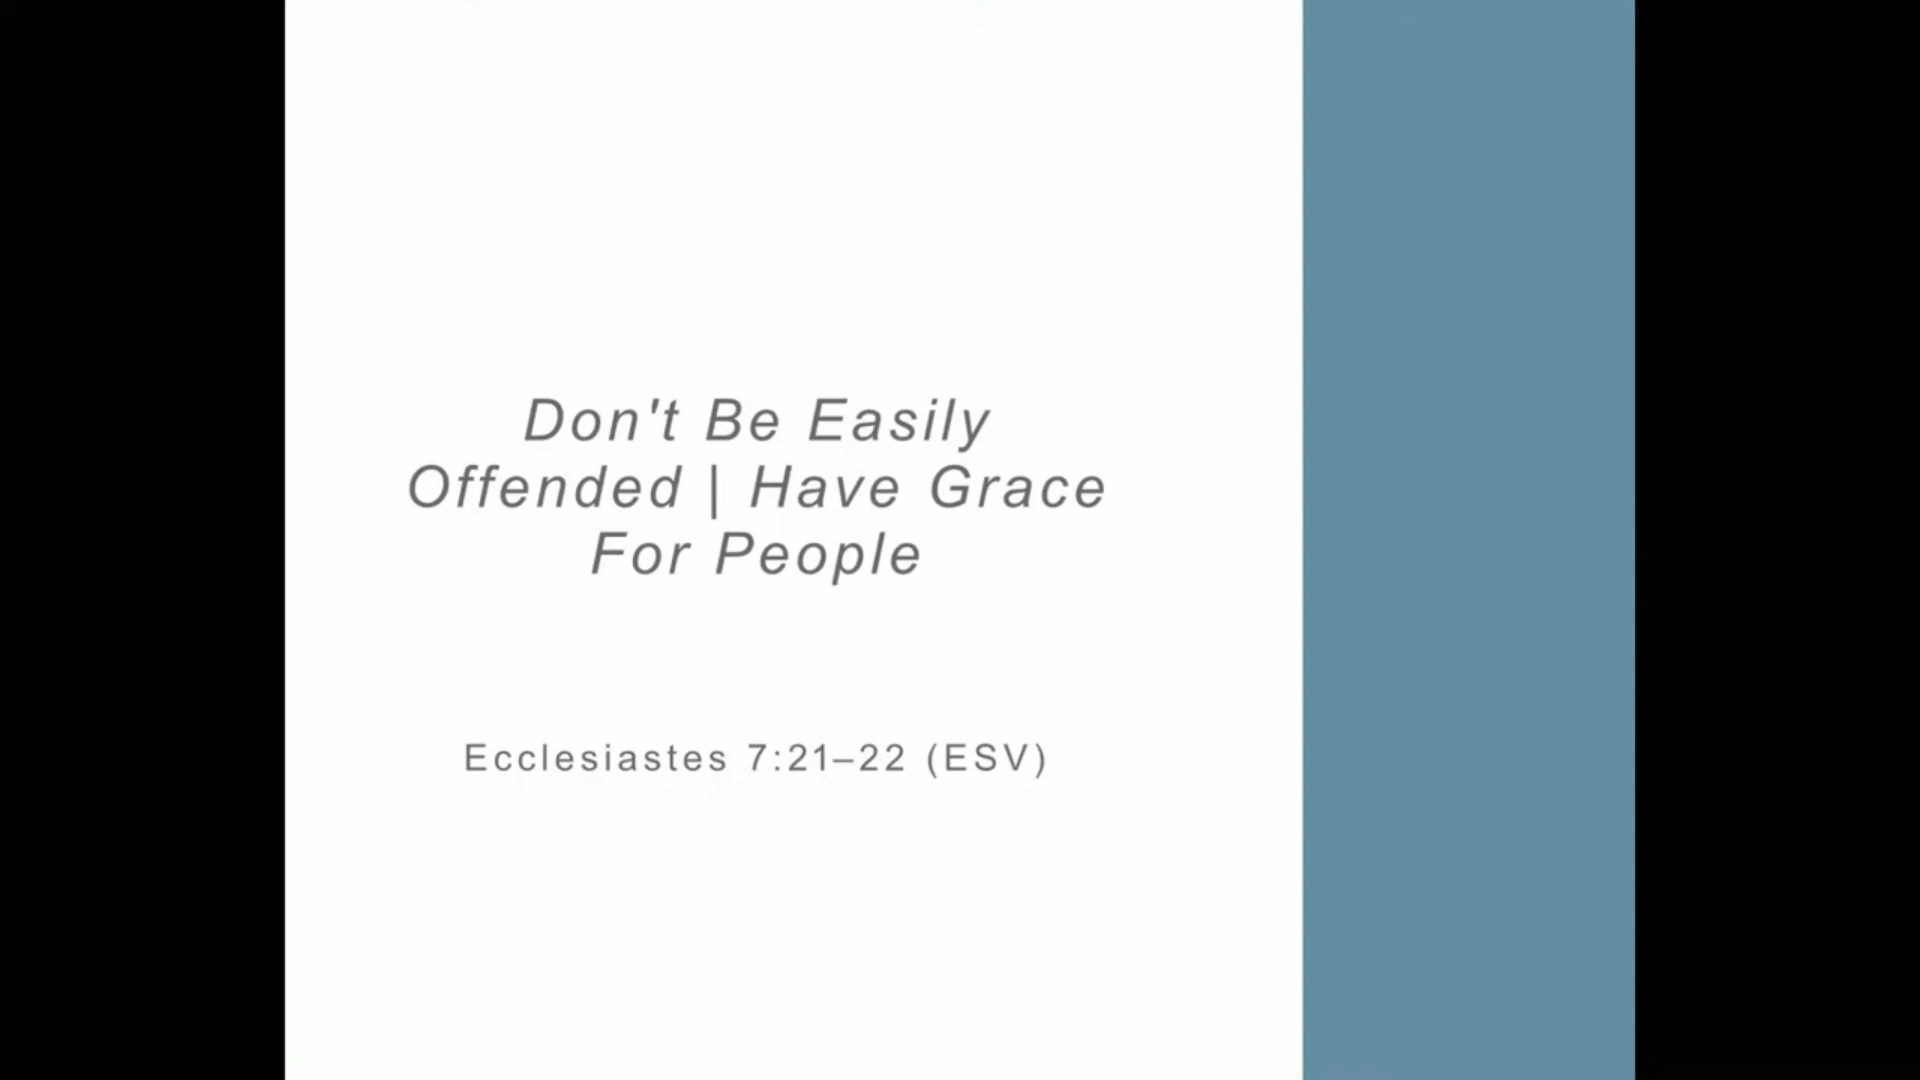 Don't Be Easily
Offended | Have Grace
For People
Ecclesiastes 7:21–22 (ESV)